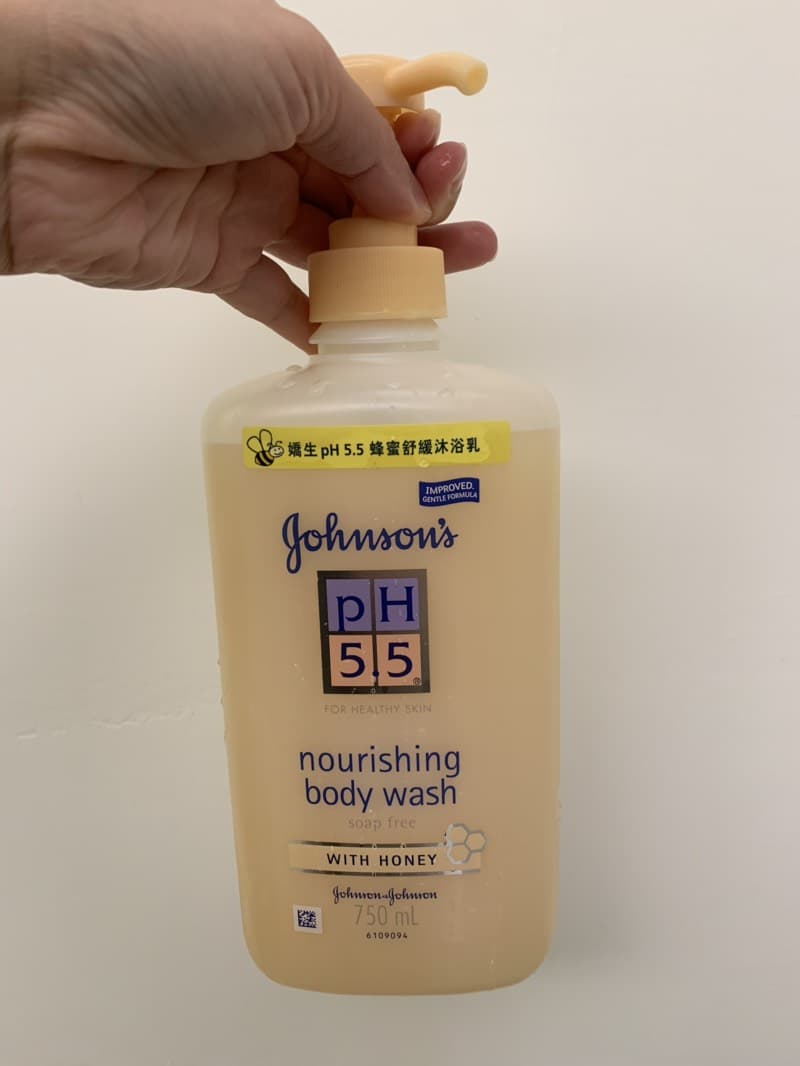 嬌生pH 5.5 蜂蜜舒緩沐浴乳
IMPROVED.
GENTLE FORMULA
Johnson's
pH
5.5®
FOR HEALTHY SKIN
nourishing
body wash
soap free
WITH HONEY
Johnson & Johnson
750 mL
6109094